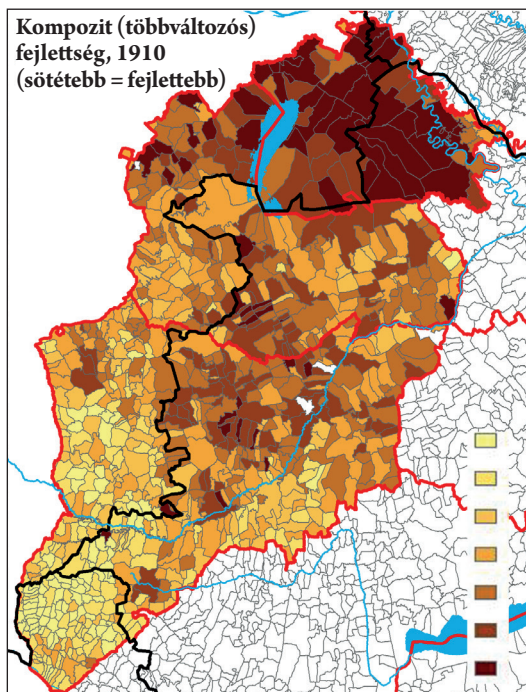 Kompozit (többváltozós)
fejlettség, 1910
(sötétebb = fejlettebb)